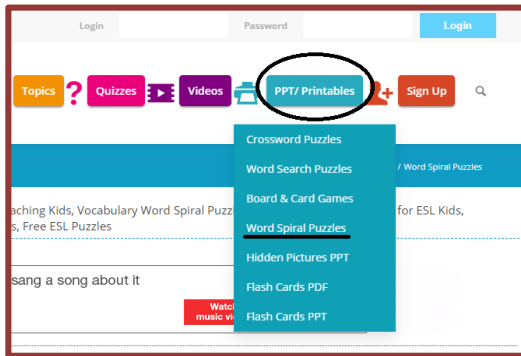 Login Password Login
Topics ? Quizzes Videos PPT/ Printables Sign Up
Crossword Puzzles
Word Search Puzzles
/ Word Spiral Puzzles
Board & Card Games
aching Kids, Vocabulary Word Spiral Puzz for ESL Kids,
Word Spiral Puzzles
s, Free ESL Puzzles
Hidden Pictures PPT
sang a song about it
Flash Cards PDF
music vi
Flash Cards PPT